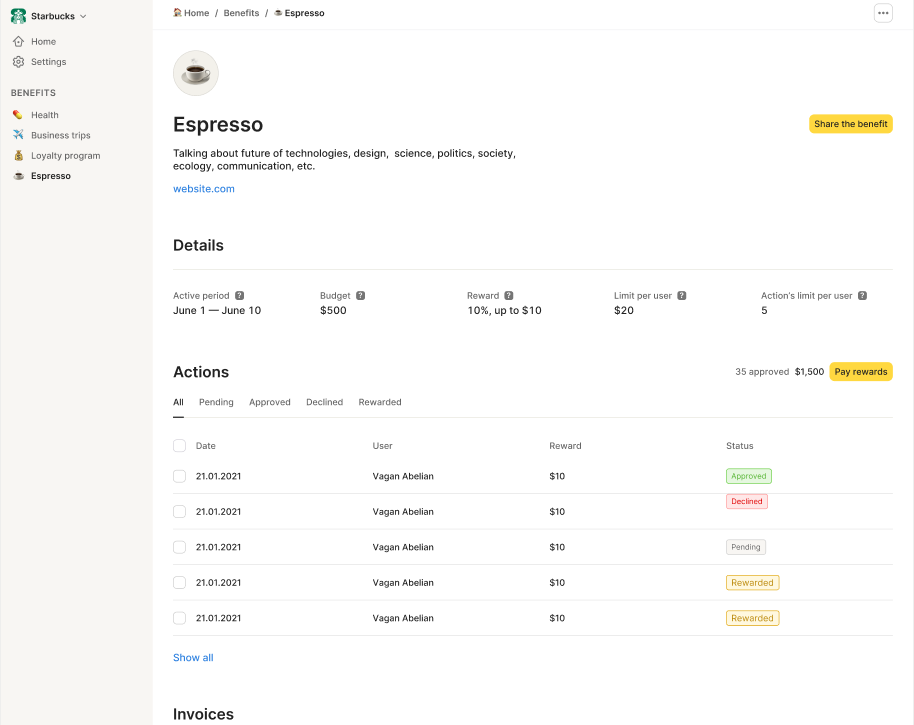 Starbucks
Home
Settings
BENEFITS
Health
Business trips
Loyalty program
Espresso
Home / Benefits / Espresso
Espresso
Share the benefit
Talking about future of technologies, design, science, politics, society,
ecology, communication, etc.
website.com
Details
Active period ? Budget ? Reward ? Limit per user ? Action's limit per user ?
June 1 — June 10 $500 10%, up to $10 $20 5
Actions 35 approved $1,500 Pay rewards
All Pending Approved Declined Rewarded
Date User Reward Status
21.01.2021 Vagan Abelian $10 Approved
21.01.2021 Vagan Abelian $10 Declined
21.01.2021 Vagan Abelian $10 Pending
21.01.2021 Vagan Abelian $10 Rewarded
21.01.2021 Vagan Abelian $10 Rewarded
Show all
Invoices